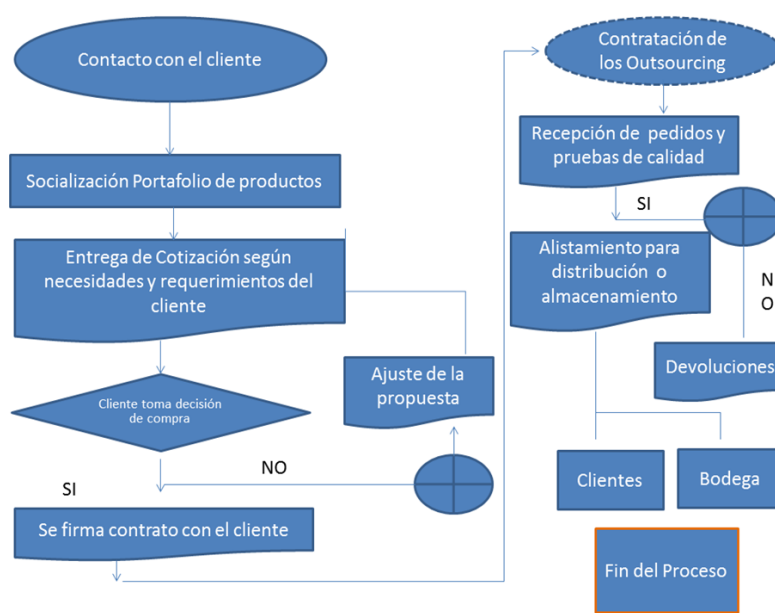 Contacto con el cliente
Socialización Portafolio de productos
Entrega de Cotización según
necesidades y requerimientos del
cliente
Cliente toma decisión
de compra
Ajuste de la
propuesta
NO
SI
Se firma contrato con el cliente
Contratación de
los Outsourcing
Recepción de pedidos y
pruebas de calidad
SI
Alistamiento para
distribución o
almacenamiento
N
O
Devoluciones
Clientes
Bodega
Fin del Proceso